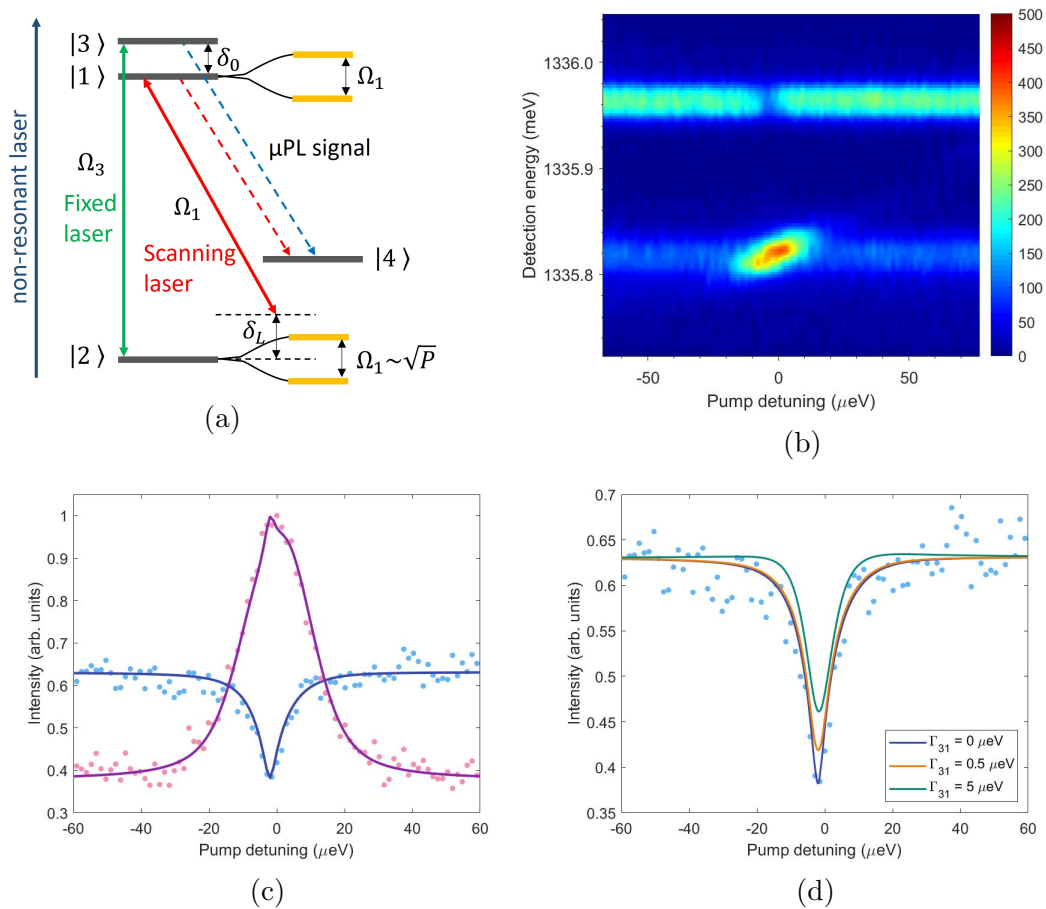 non-resonant laser
|3 ⟩
|1 ⟩
δ₀
Ω₁
Ω₃
Fixed
laser
μPL signal
Ω₁
Scanning
laser
|4 ⟩
δ_L
|2 ⟩
Ω₁~√P
(a)
Detection energy (meV)
1336.0
1335.9
1335.8
-50
0
50
Pump detuning (μeV)
500
450
400
350
300
250
200
150
100
50
0
(b)
Intensity (arb. units)
1
0.9
0.8
0.7
0.6
0.5
0.4
0.3
-60
-40
-20
0
20
40
60
Pump detuning (μeV)
(c)
Intensity (arb. units)
0.7
0.65
0.6
0.55
0.5
0.45
0.4
0.35
-60
-40
-20
0
20
40
60
Pump detuning (μeV)
Γ₃₁ = 0 μeV
Γ₃₁ = 0.5 μeV
Γ₃₁ = 5 μeV
(d)